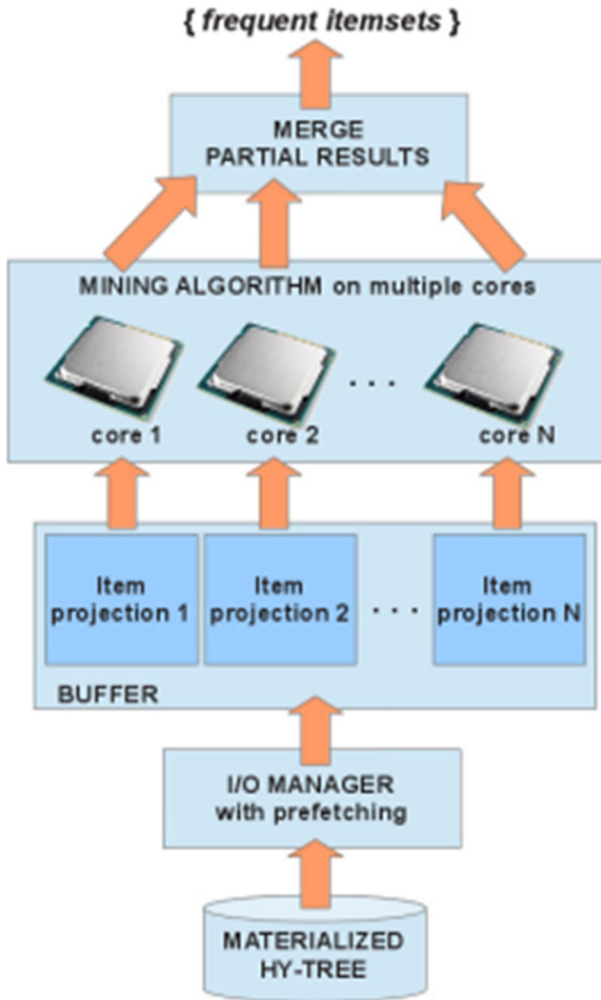 { frequent itemsets }
MERGE
PARTIAL RESULTS
MINING ALGORITHM on multiple cores
. . .
core 1 core 2 core N
Item projection 1
Item projection 2
. . .
Item projection N
BUFFER
I/O MANAGER
with prefetching
MATERIALIZED
HY-TREE